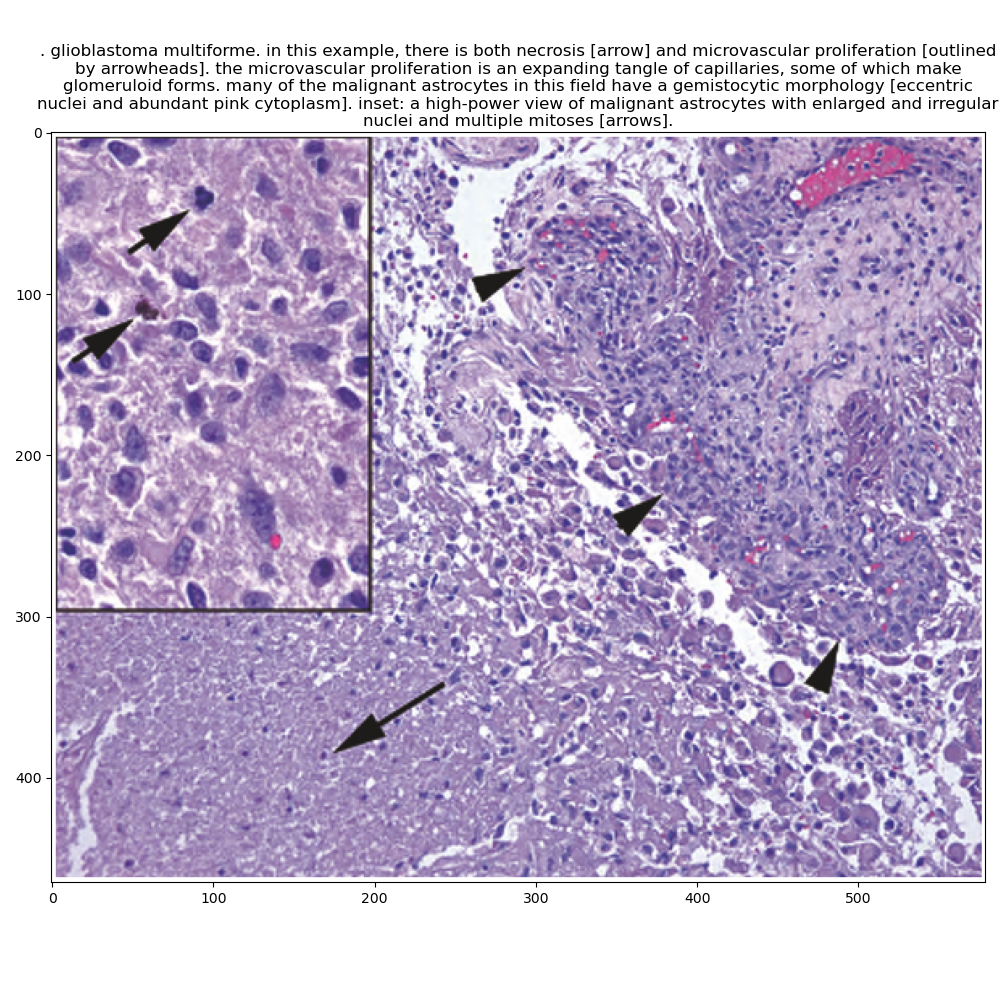 . glioblastoma multiforme. in this example, there is both necrosis [arrow] and microvascular proliferation [outlined
by arrowheads]. the microvascular proliferation is an expanding tangle of capillaries, some of which make
glomeruloid forms. many of the malignant astrocytes in this field have a gemistocytic morphology [eccentric
nuclei and abundant pink cytoplasm]. inset: a high-power view of malignant astrocytes with enlarged and irregular
nuclei and multiple mitoses [arrows].
0
100
200
300
400
0 100 200 300 400 500